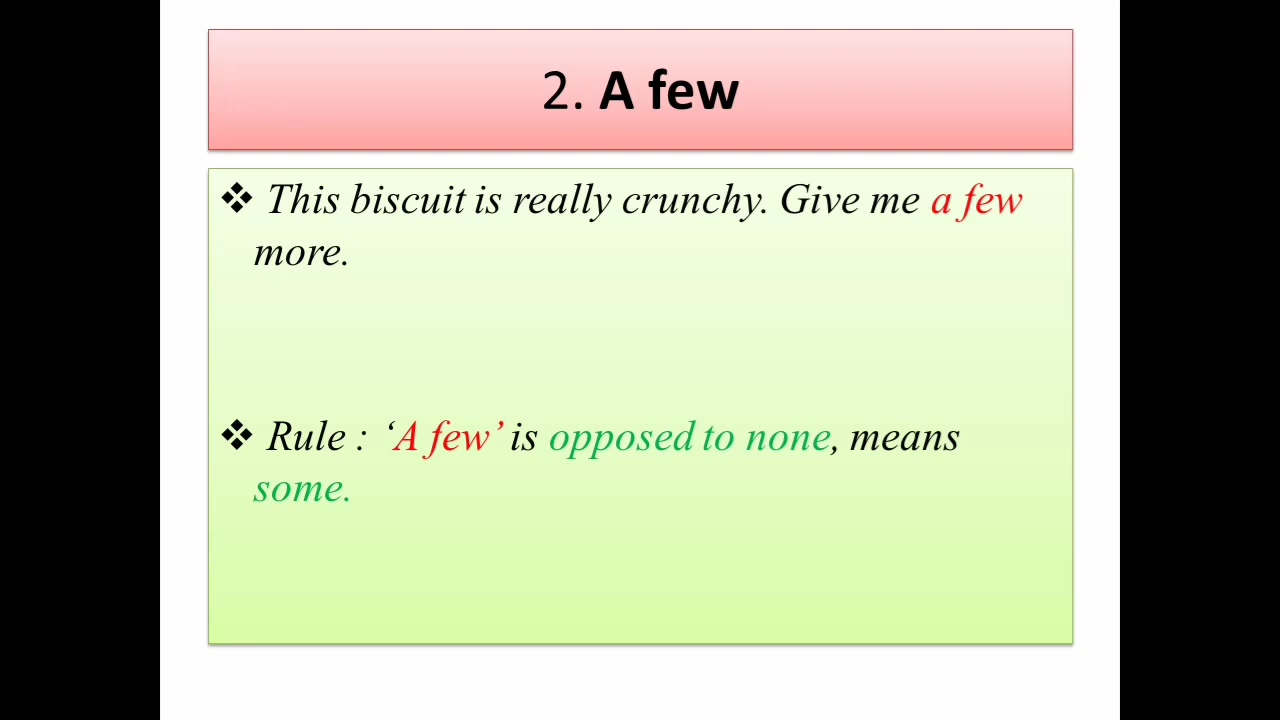 2. A few
❖ This biscuit is really crunchy. Give me a few
more.
❖ Rule : ‘A few’ is opposed to none, means
some.